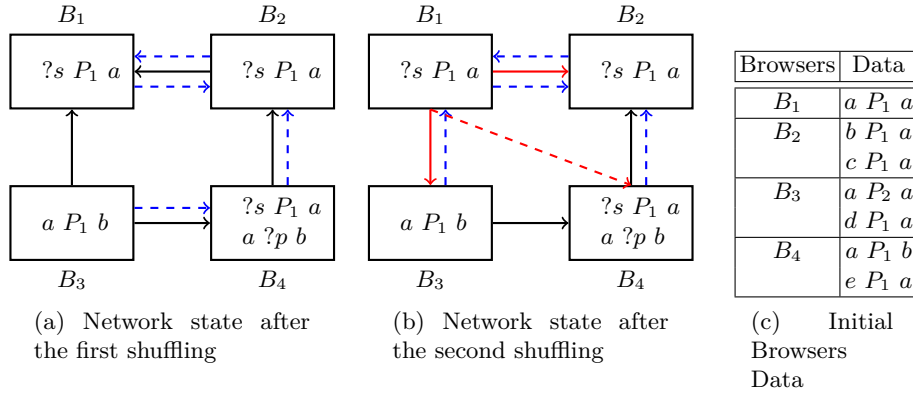 B₁ B₂
?s P₁ a ?s P₁ a
a P₁ b ?s P₁ a
a ?p b
B₃ B₄
(a) Network state after
the first shuffling
B₁ B₂
?s P₁ a ?s P₁ a
a P₁ b ?s P₁ a
a ?p b
B₃ B₄
(b) Network state after
the second shuffling
Browsers Data
B₁ a P₁ a
B₂ b P₁ a
c P₁ a
B₃ a P₂ a
d P₁ a
B₄ a P₁ b
e P₁ a
(c) Initial
Browsers
Data